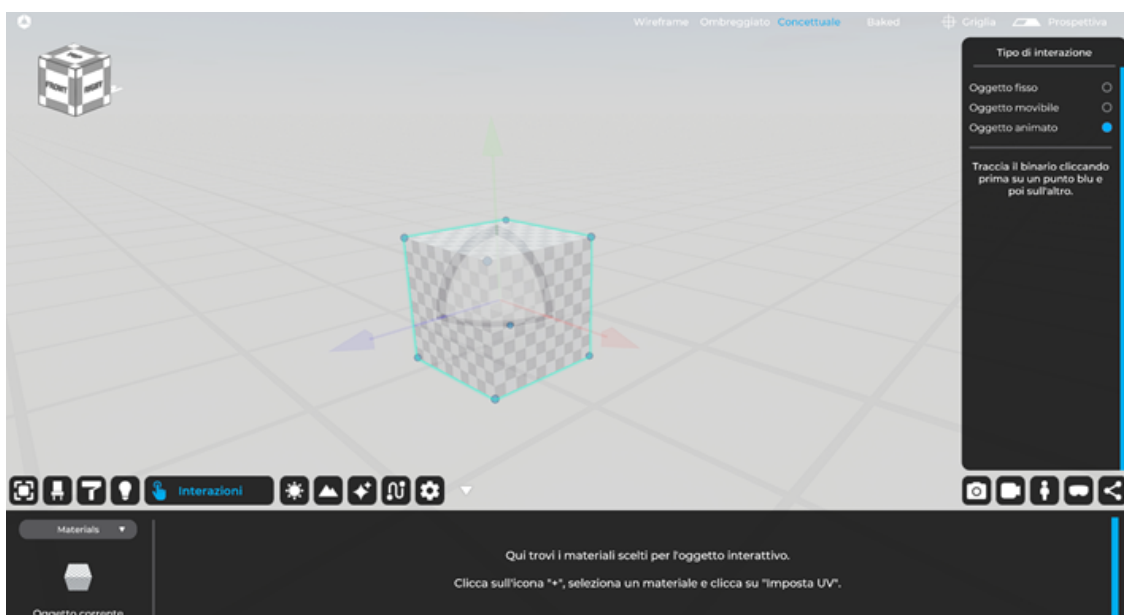 Wireframe Ombreggiato Concettuale Baked Griglia Prospettiva
FRONT RIGHT
Tipo di interazione
Oggetto fisso
Oggetto movibile
Oggetto animato
Traccia il binario cliccando
prima su un punto blu e
poi sull'altro.
Interazioni
Materials
Qui trovi i materiali scelti per l'oggetto interattivo.
Clicca sull'icona "+", seleziona un materiale e clicca su "Imposta UV".
Oggetto corrente